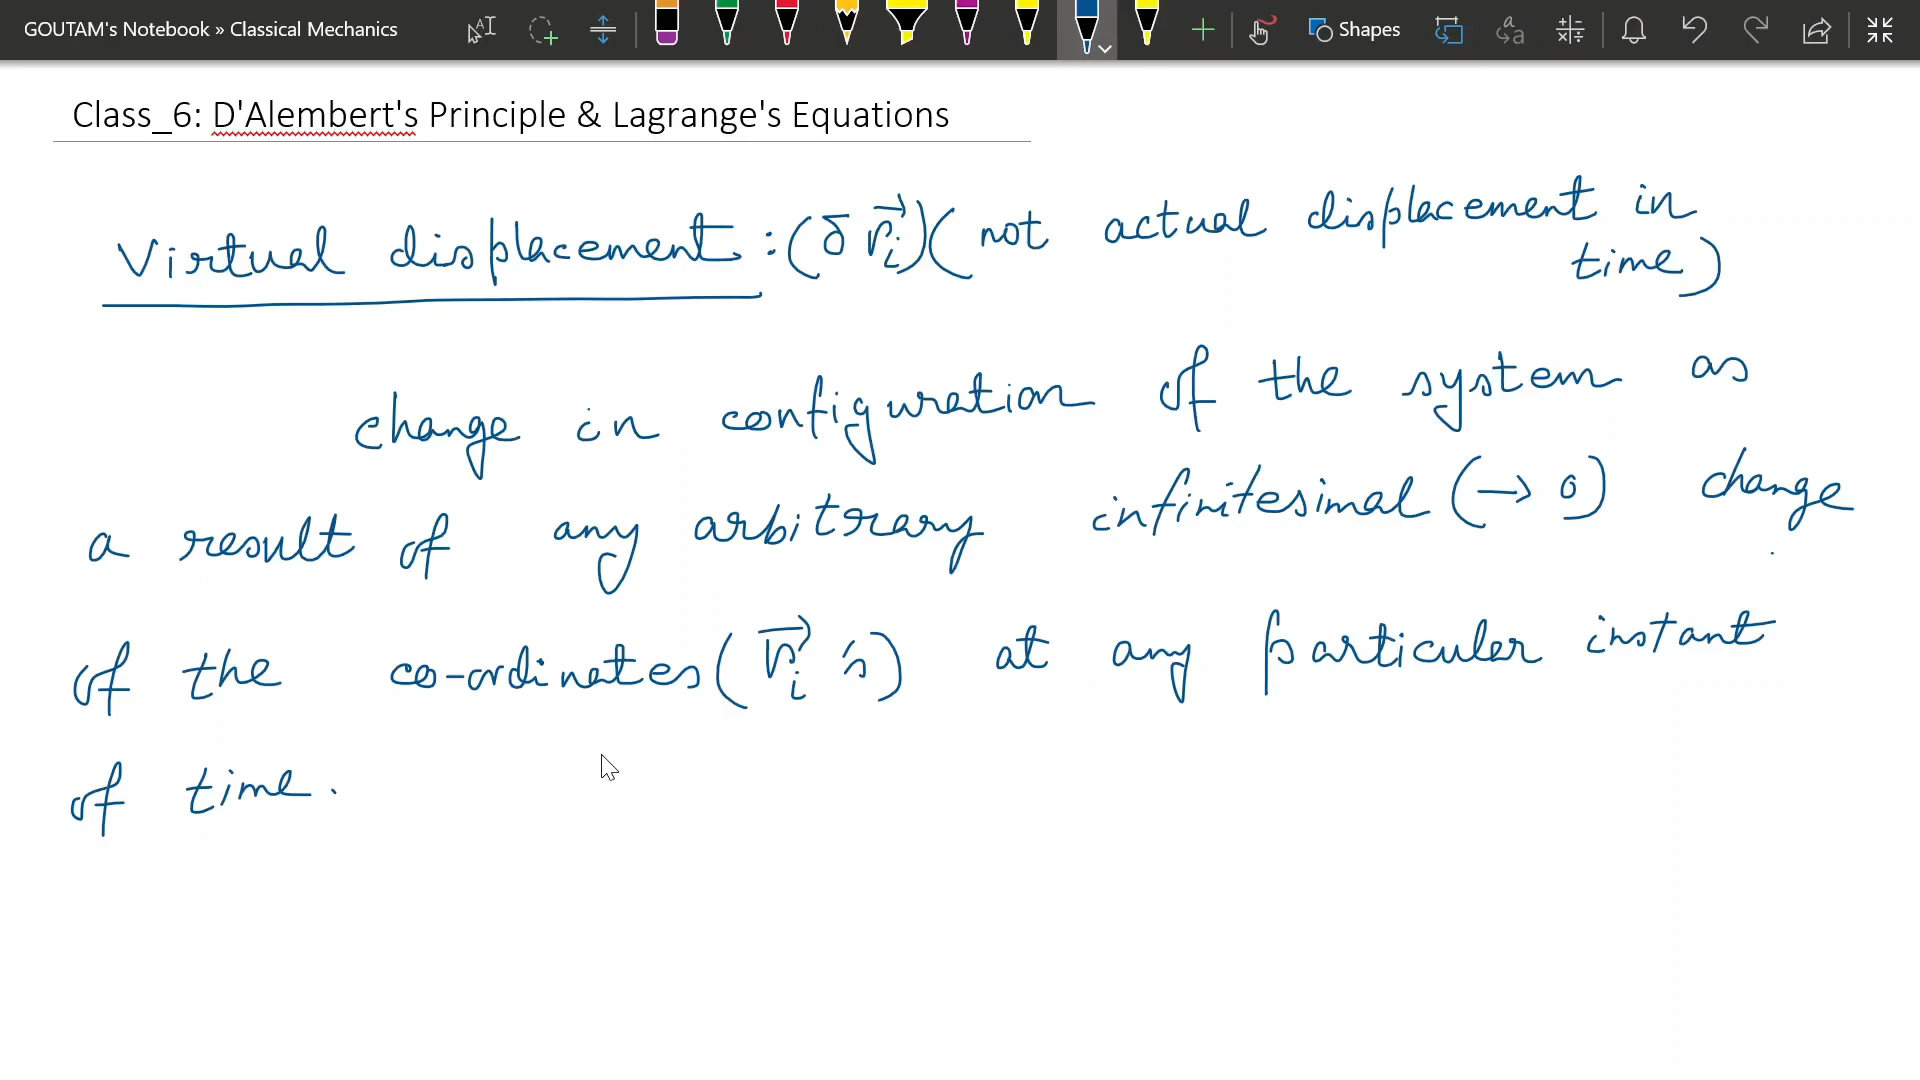 GOUTAM's Notebook » Classical Mechanics
Shapes
Class_6: D'Alembert's Principle & Lagrange's Equations
Virtual displacement : (δ r⃗ᵢ) (not actual displacement in
time)
change in configuration of the system as
a result of any arbitrary infinitesimal (→ 0) change
of the co-ordinates (r⃗ᵢ 's) at any particular instant
of time.